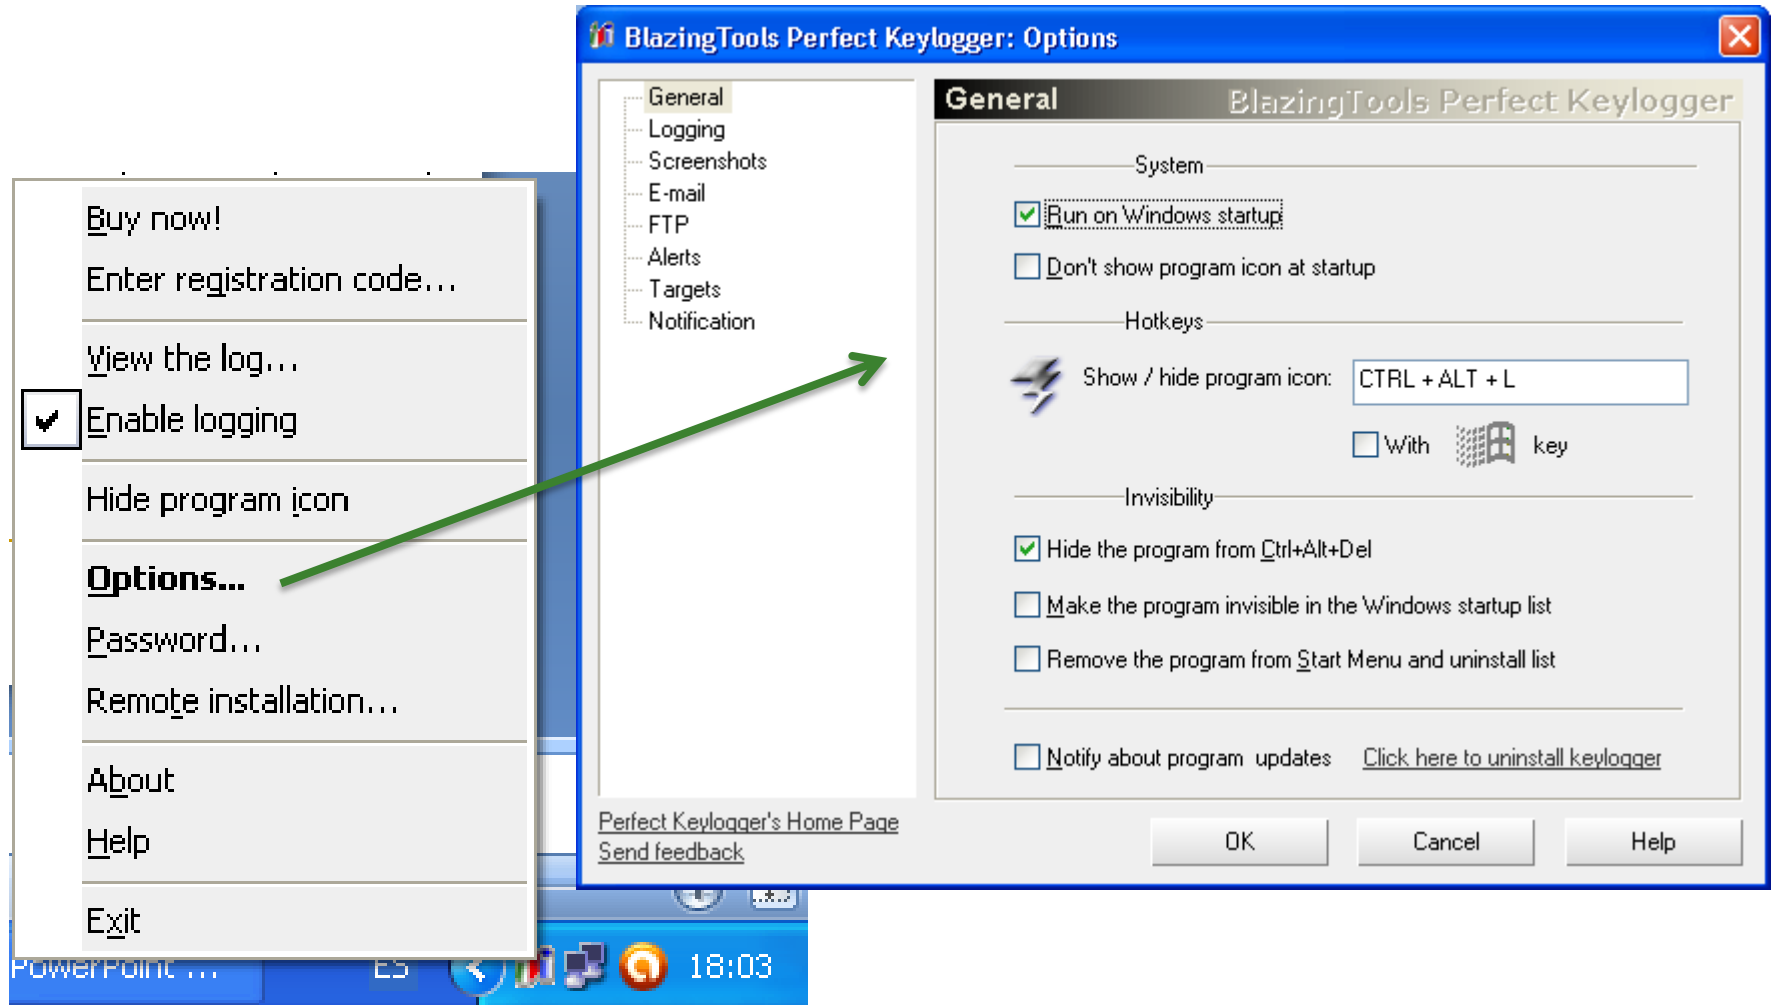 Buy now!
Enter registration code...
View the log...
Enable logging
Hide program icon
Options...
Password...
Remote installation...
About
Help
Exit
PowerPoint ...
ES
18:03
BlazingTools Perfect Keylogger: Options
General
Logging
Screenshots
E-mail
FTP
Alerts
Targets
Notification
Perfect Keylogger's Home Page
Send feedback
General BlazingTools Perfect Keylogger
System
Run on Windows startup
Don't show program icon at startup
Hotkeys
Show / hide program icon: CTRL + ALT + L
With key
Invisibility
Hide the program from Ctrl+Alt+Del
Make the program invisible in the Windows startup list
Remove the program from Start Menu and uninstall list
Notify about program updates Click here to uninstall keylogger
OK Cancel Help